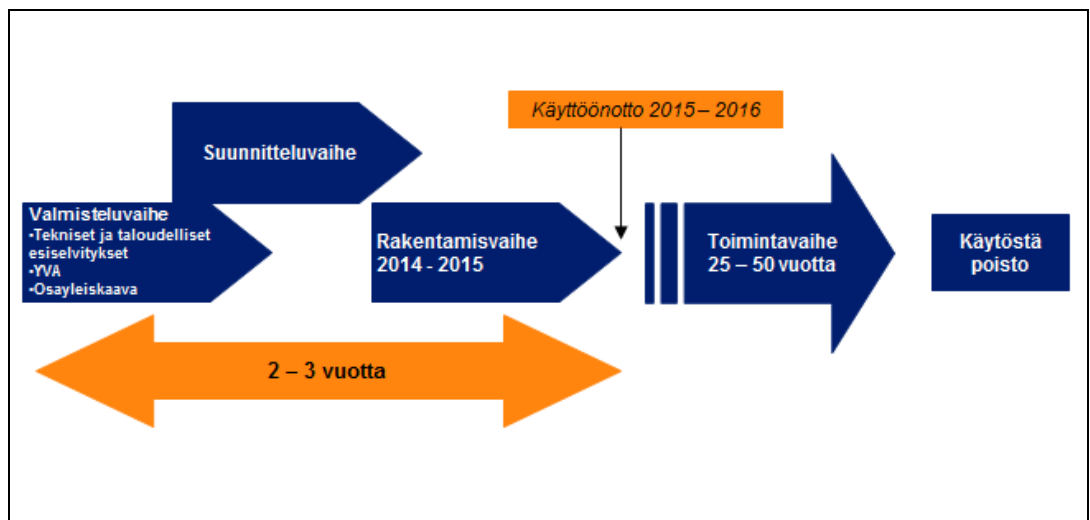 Käyttöönotto 2015 – 2016
Suunnitteluvaihe
Valmisteluvaihe
•Tekniset ja taloudelliset
esiselvitykset
•YVA
•Osayleiskaava
Rakentamisvaihe
2014 - 2015
Toimintavaihe
25 – 50 vuotta
Käytöstä
poisto
2 – 3 vuotta